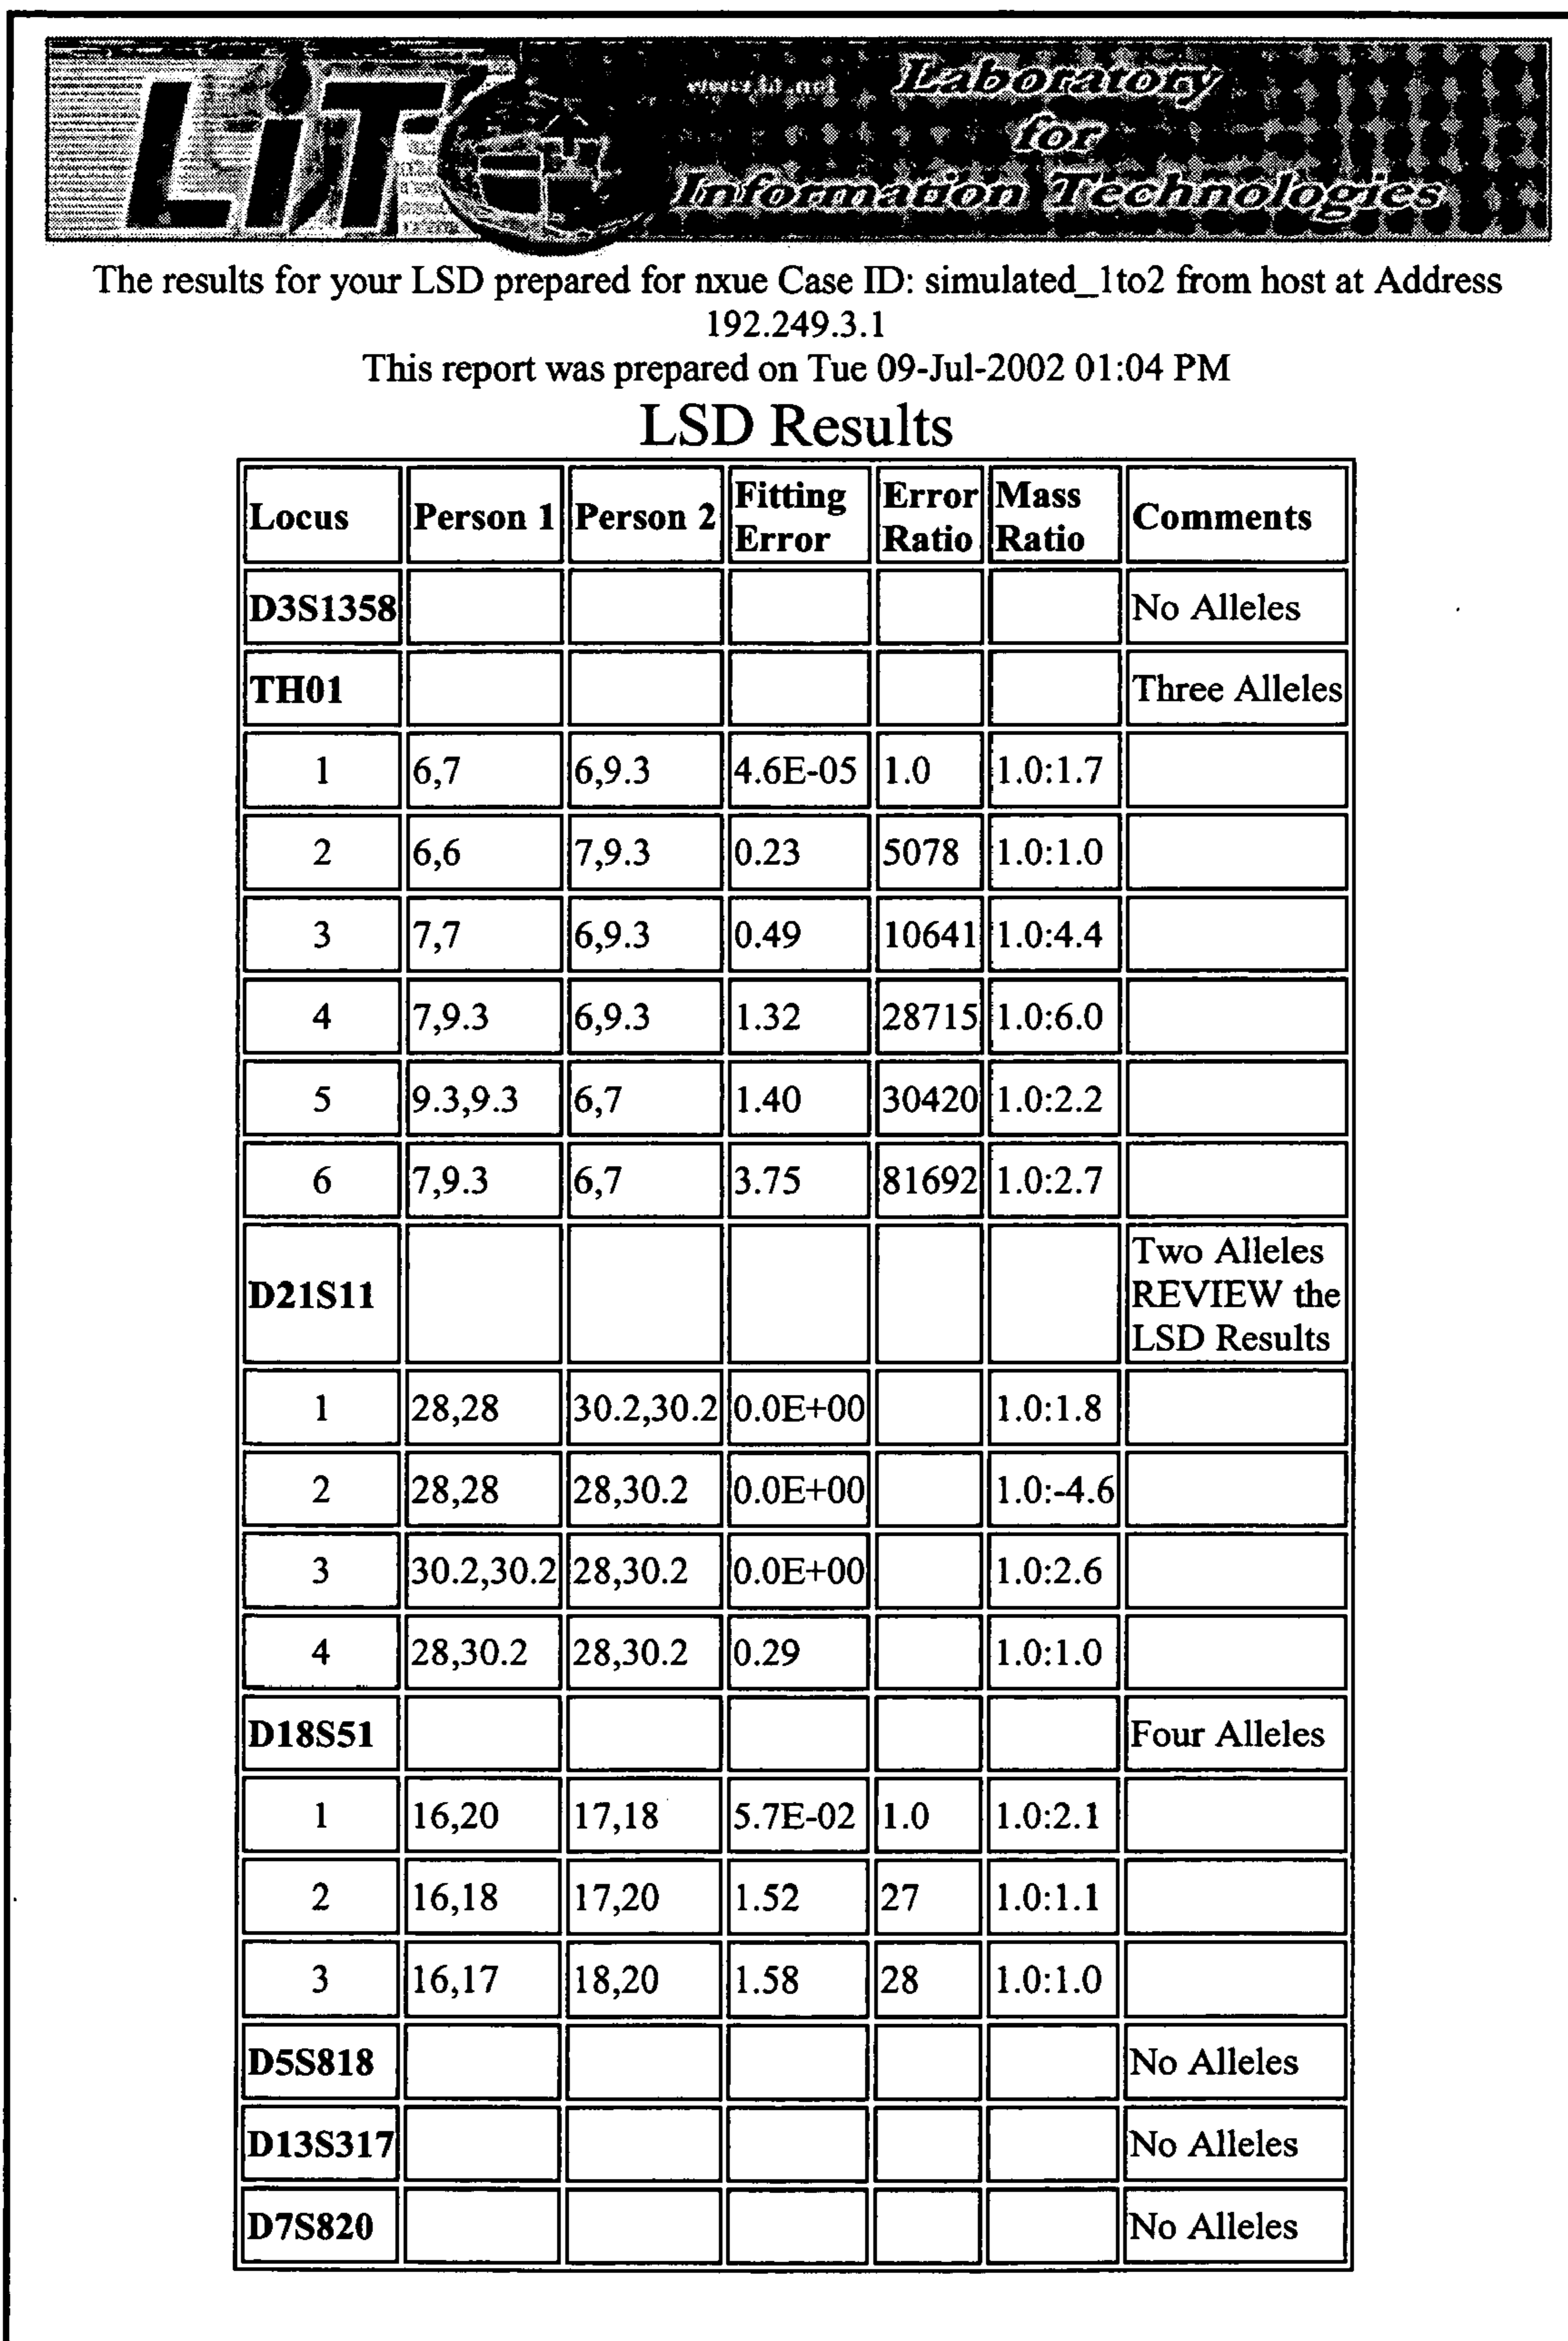 LiT
www.lit.net
Laboratory
for
Information Technologies
The results for your LSD prepared for nxue Case ID: simulated_1to2 from host at Address
192.249.3.1
This report was prepared on Tue 09-Jul-2002 01:04 PM
LSD Results
Locus Person 1 Person 2 Fitting Error Error Ratio Mass Ratio Comments
D3S1358 No Alleles
TH01 Three Alleles
1 6,7 6,9.3 4.6E-05 1.0 1.0:1.7
2 6,6 7,9.3 0.23 5078 1.0:1.0
3 7,7 6,9.3 0.49 10641 1.0:4.4
4 7,9.3 6,9.3 1.32 28715 1.0:6.0
5 9.3,9.3 6,7 1.40 30420 1.0:2.2
6 7,9.3 6,7 3.75 81692 1.0:2.7
D21S11 Two Alleles REVIEW the LSD Results
1 28,28 30.2,30.2 0.0E+00 1.0:1.8
2 28,28 28,30.2 0.0E+00 1.0:-4.6
3 30.2,30.2 28,30.2 0.0E+00 1.0:2.6
4 28,30.2 28,30.2 0.29 1.0:1.0
D18S51 Four Alleles
1 16,20 17,18 5.7E-02 1.0 1.0:2.1
2 16,18 17,20 1.52 27 1.0:1.1
3 16,17 18,20 1.58 28 1.0:1.0
D5S818 No Alleles
D13S317 No Alleles
D7S820 No Alleles